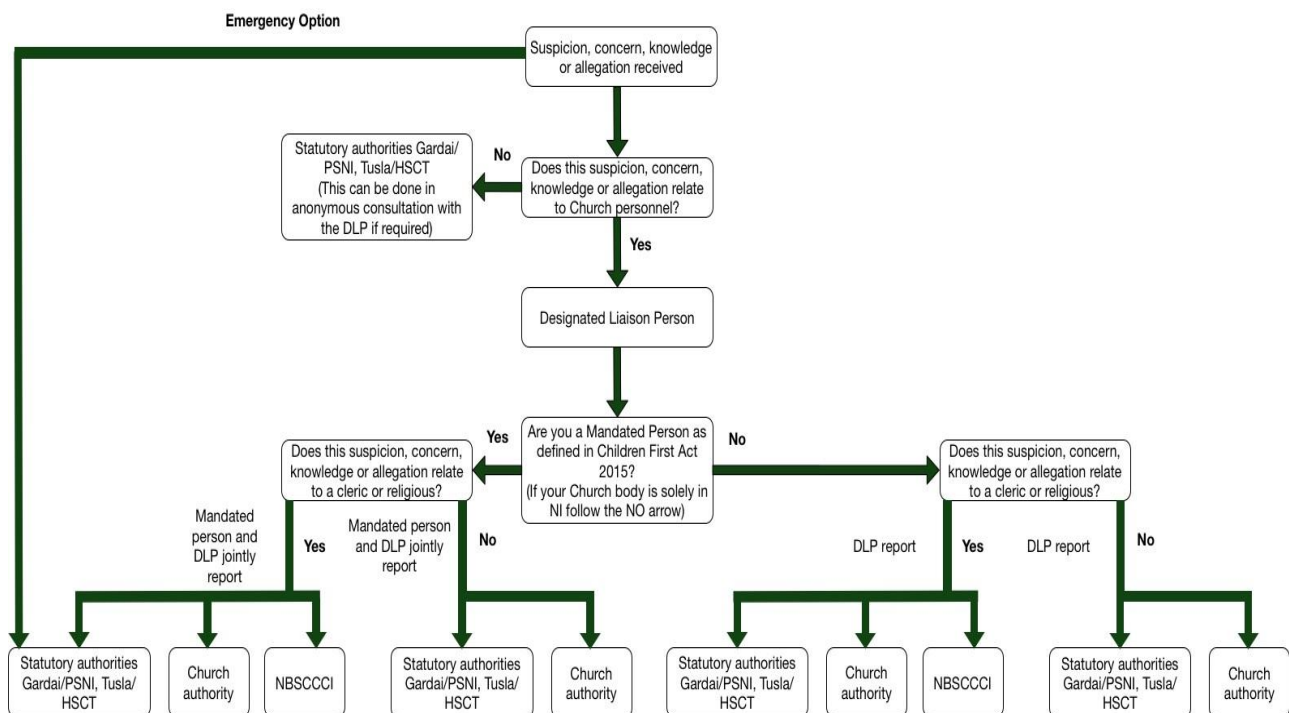 Emergency Option
Suspicion, concern, knowledge
or allegation received
Statutory authorities Gardai/
PSNI, Tusla/HSCT
(This can be done in
anonymous consultation with
the DLP if required)
No
Does this suspicion, concern,
knowledge or allegation relate
to Church personnel?
Yes
Designated Liaison Person
Are you a Mandated Person as
defined in Children First Act
2015?
(If your Church body is solely in
NI follow the NO arrow)
Yes
No
Does this suspicion, concern,
knowledge or allegation relate
to a cleric or religious?
Does this suspicion, concern,
knowledge or allegation relate
to a cleric or religious?
Mandated
person and
DLP jointly
report
Yes
Mandated person
and DLP jointly
report
No
DLP report
Yes
DLP report
No
Statutory authorities
Gardai/PSNI, Tusla/
HSCT
Church
authority
NBSCCCI
Statutory authorities
Gardai/PSNI, Tusla/
HSCT
Church
authority
Statutory authorities
Gardai/PSNI, Tusla/
HSCT
Church
authority
NBSCCCI
Statutory authorities
Gardai/PSNI, Tusla/
HSCT
Church
authority